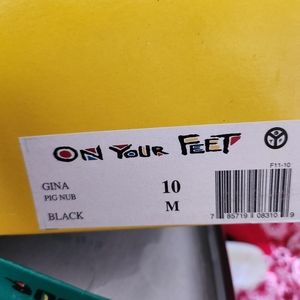 ON YOUR FEET
F11-10
GINA 10
PIG NUB
BLACK M
7 85719 08310 9